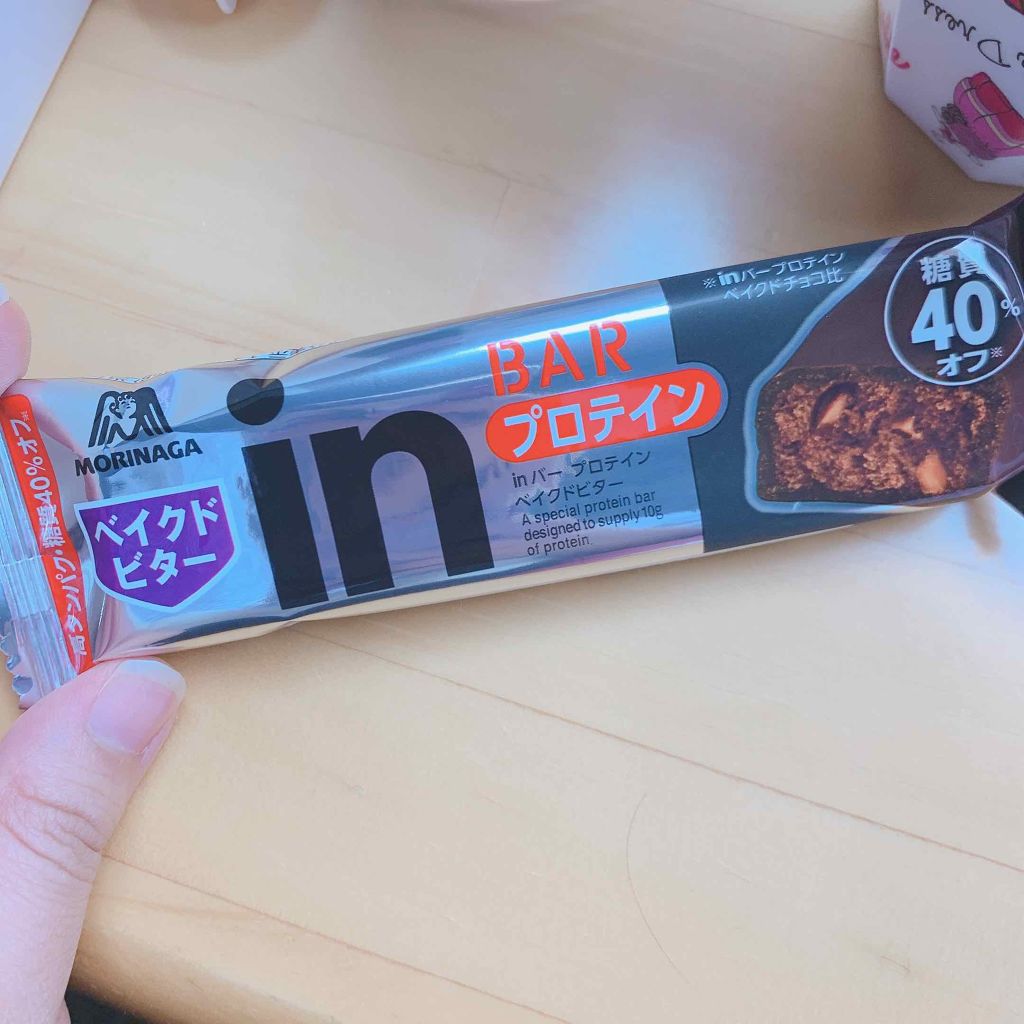 高タンパク・糖質40%オフ※
MORINAGA
ベイクド
ビター
in
BAR
プロテイン
inバー プロテイン
ベイクドビター
A special protein bar
designed to supply 10g
of protein.
※inバープロテイン
ベイクドチョコ比
糖質
40%
オフ※
Dress